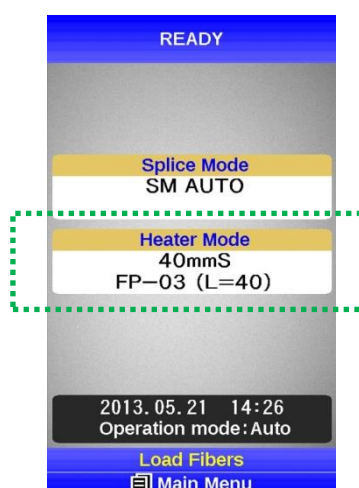 READY
Splice Mode
SM AUTO
Heater Mode
40mmS
FP-03 (L=40)
2013.05.21 14:26
Operation mode:Auto
Load Fibers
Main Menu